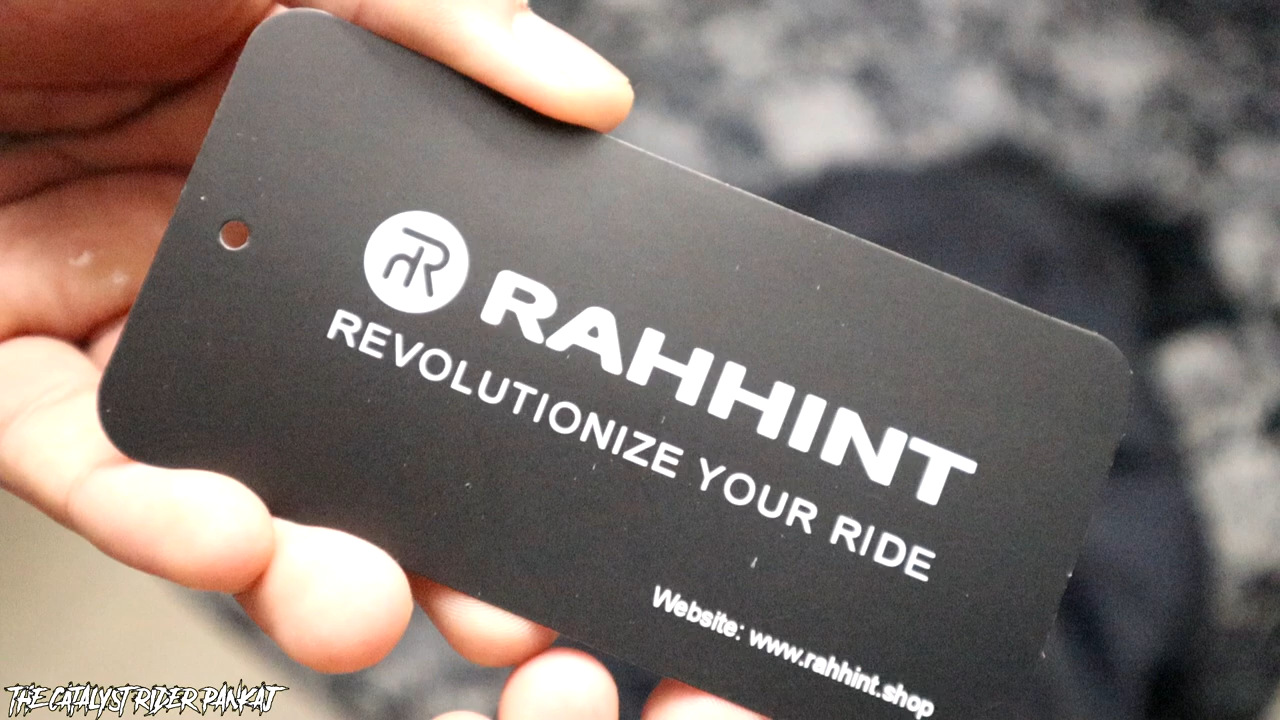 RAHHINT
REVOLUTIONIZE YOUR RIDE
Website: www.rahhint.shop
THE CATALYST RIDER PANKAJ